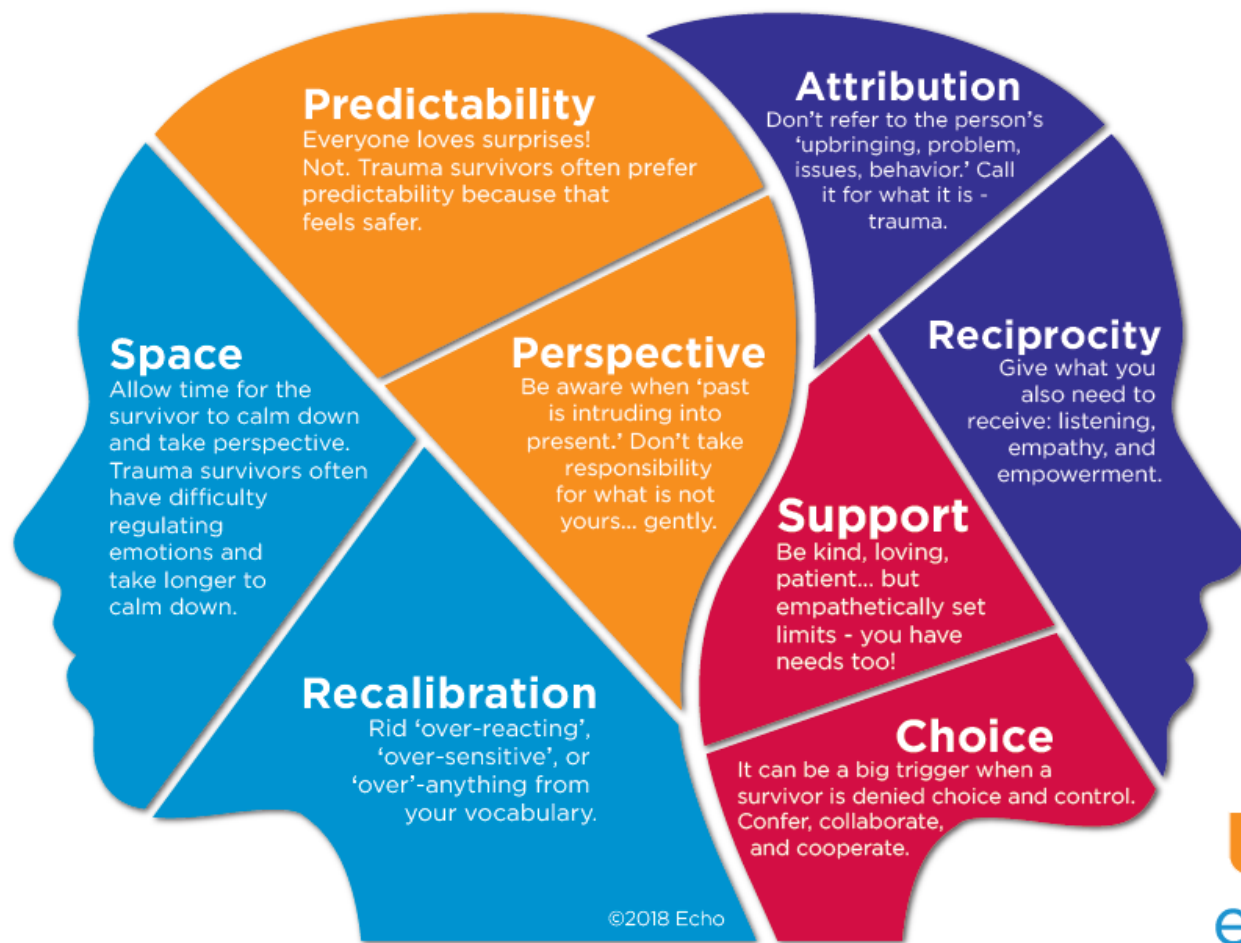 Predictability
Everyone loves surprises!
Not. Trauma survivors often prefer
predictability because that
feels safer.
Attribution
Don't refer to the person's
'upbringing, problem,
issues, behavior.' Call
it for what it is -
trauma.
Space
Allow time for the
survivor to calm down
and take perspective.
Trauma survivors often
have difficulty
regulating
emotions and
take longer to
calm down.
Perspective
Be aware when 'past
is intruding into
present.' Don't take
responsibility
for what is not
yours... gently.
Reciprocity
Give what you
also need to
receive: listening,
empathy, and
empowerment.
Support
Be kind, loving,
patient... but
empathetically set
limits - you have
needs too!
Recalibration
Rid 'over-reacting',
'over-sensitive', or
'over'-anything from
your vocabulary.
Choice
It can be a big trigger when a
survivor is denied choice and control.
Confer, collaborate,
and cooperate.
©2018 Echo